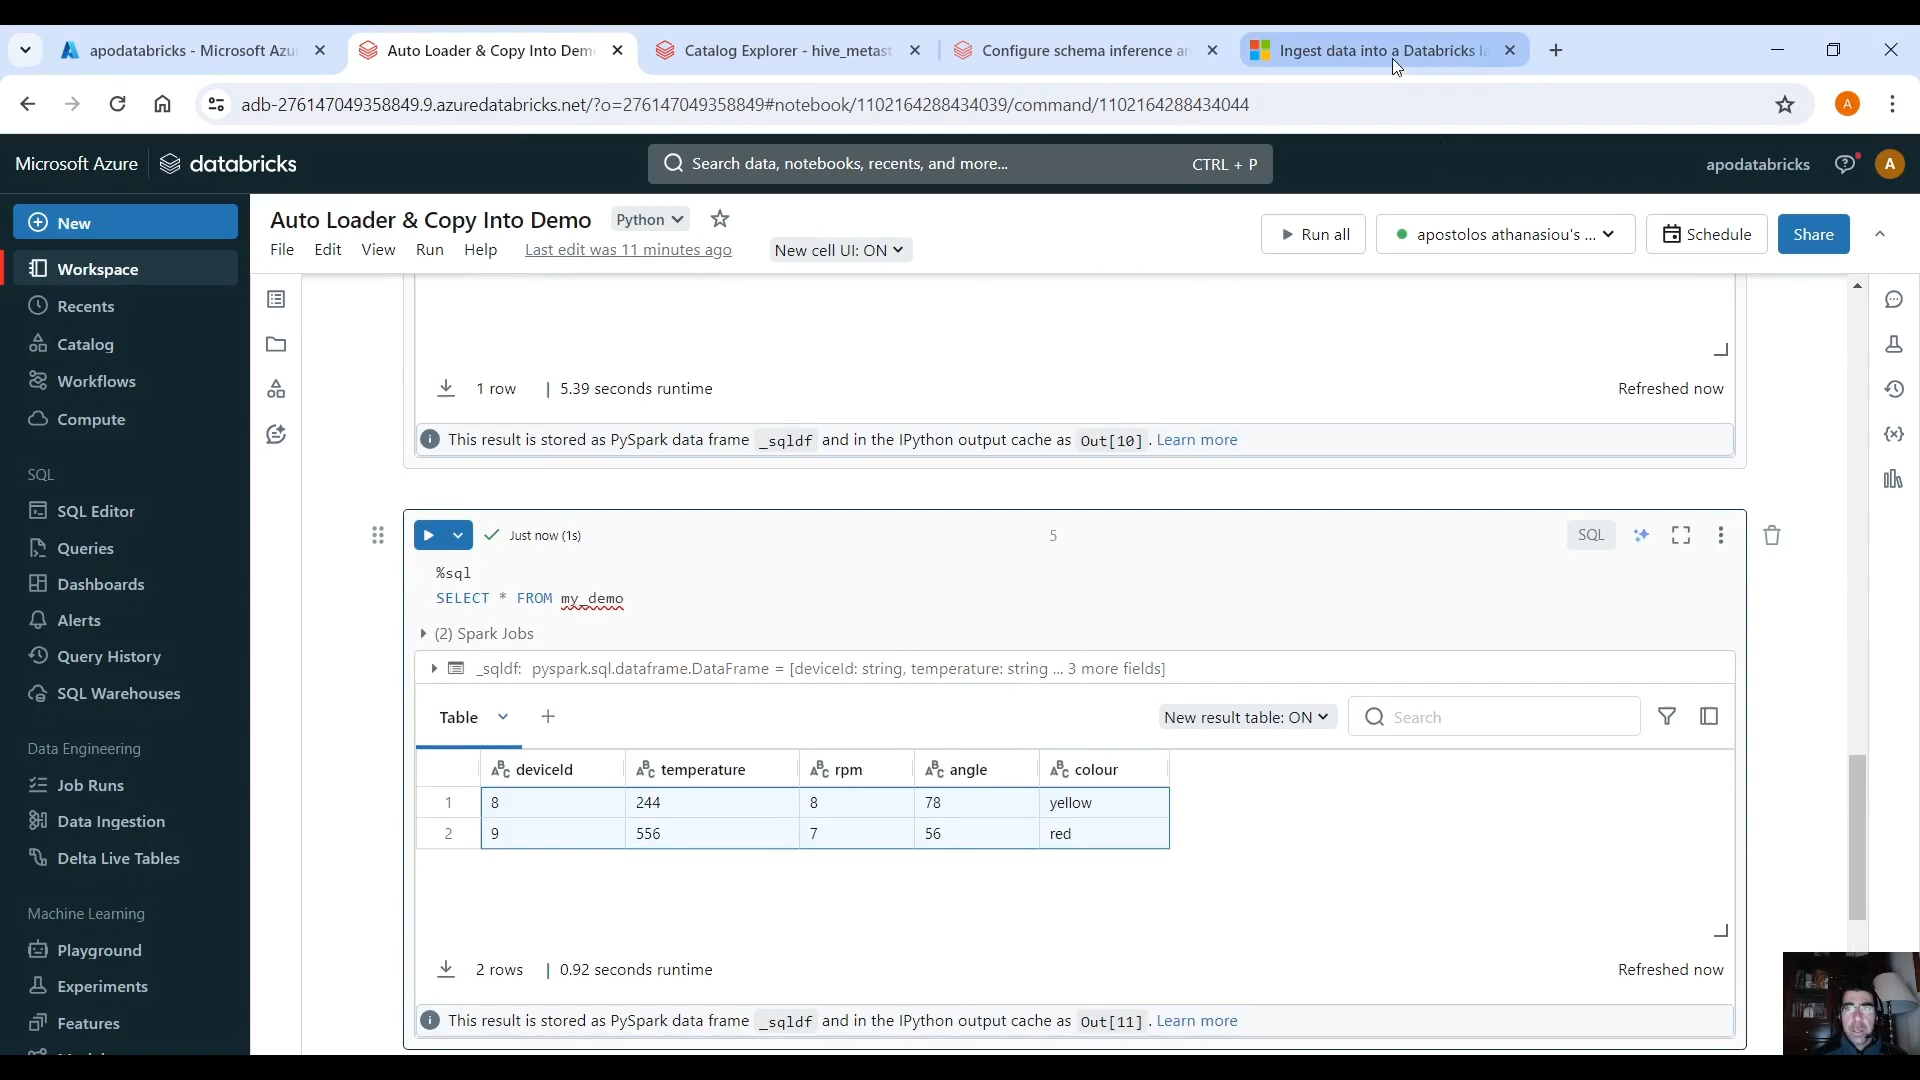 apodatabricks - Microsoft Azu
Auto Loader & Copy Into Dem
Catalog Explorer - hive_metast
Configure schema inference an
Ingest data into a Databricks la
adb-276147049358849.9.azuredatabricks.net/?o=276147049358849#notebook/1102164288434039/command/1102164288434044
A
Microsoft Azure
databricks
Search data, notebooks, recents, and more...
CTRL + P
apodatabricks
A
New
Workspace
Recents
Catalog
Workflows
Compute
SQL
SQL Editor
Queries
Dashboards
Alerts
Query History
SQL Warehouses
Data Engineering
Job Runs
Data Ingestion
Delta Live Tables
Machine Learning
Playground
Experiments
Features
Auto Loader & Copy Into Demo
Python
File
Edit
View
Run
Help
Last edit was 11 minutes ago
New cell UI: ON
Run all
apostolos athanasiou's ...
Schedule
Share
1 row | 5.39 seconds runtime
Refreshed now
This result is stored as PySpark data frame _sqldf and in the IPython output cache as Out[10]. Learn more
Just now (1s)
5
SQL
%sql
SELECT * FROM my_demo
(2) Spark Jobs
_sqldf: pyspark.sql.dataframe.DataFrame = [deviceId: string, temperature: string ... 3 more fields]
Table
New result table: ON
Search
deviceId temperature rpm angle colour
1 8 244 8 78 yellow
2 9 556 7 56 red
2 rows | 0.92 seconds runtime
Refreshed now
This result is stored as PySpark data frame _sqldf and in the IPython output cache as Out[11]. Learn more